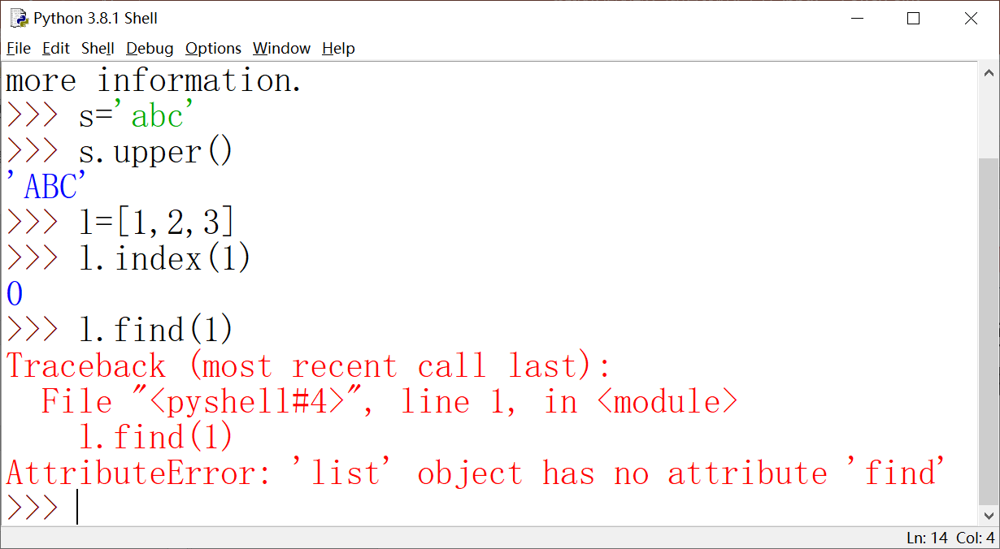 Python 3.8.1 Shell
File Edit Shell Debug Options Window Help
more information.
>>> s='abc'
>>> s.upper()
'ABC'
>>> l=[1,2,3]
>>> l.index(1)
0
>>> l.find(1)
Traceback (most recent call last):
  File "<pyshell#4>", line 1, in <module>
    l.find(1)
AttributeError: 'list' object has no attribute 'find'
>>>
Ln: 14 Col: 4